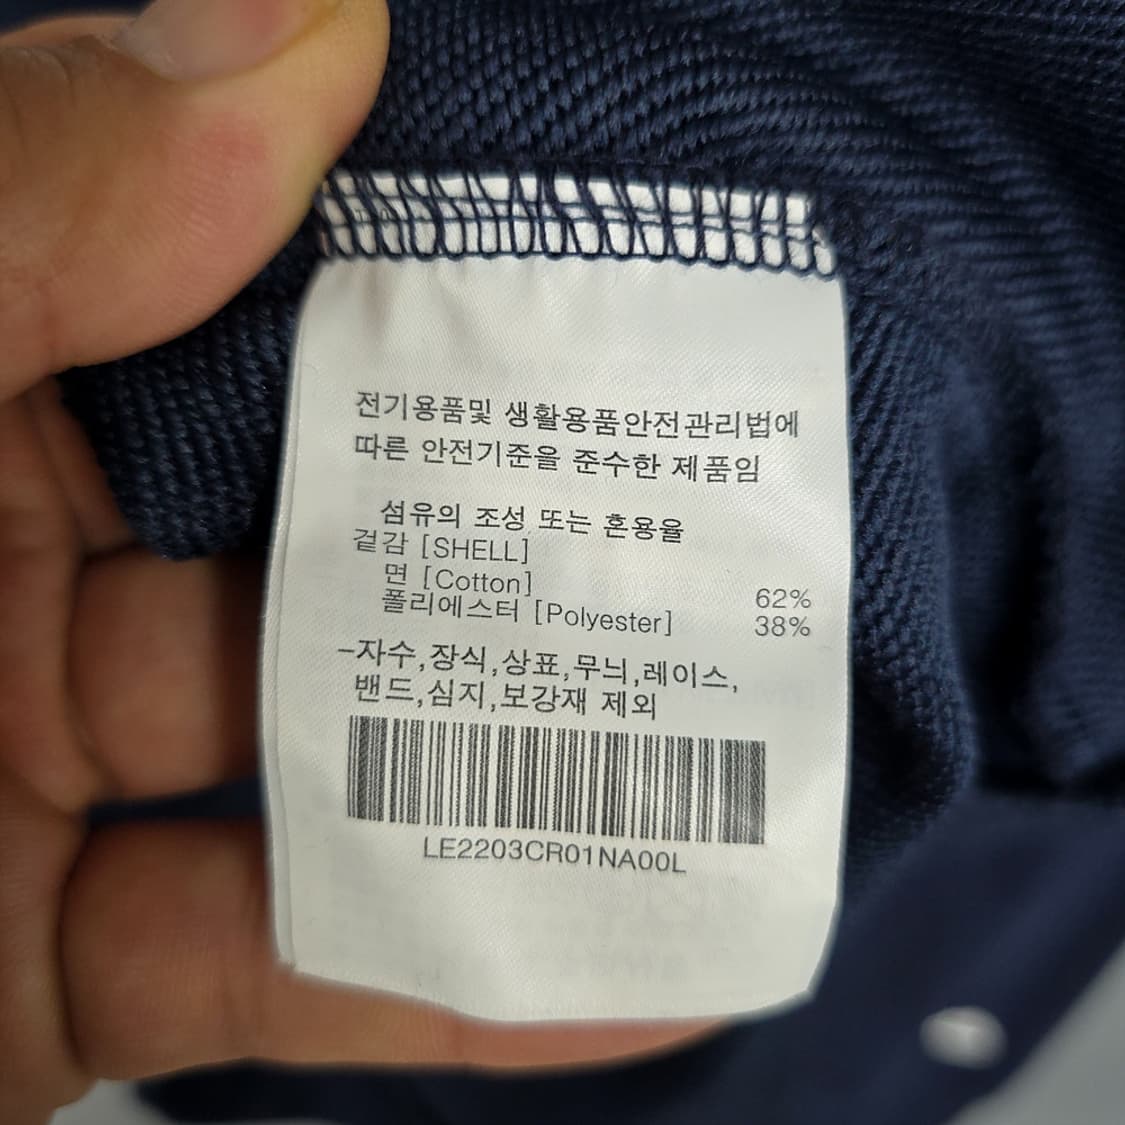 전기용품및 생활용품안전관리법에
따른 안전기준을 준수한 제품임
섬유의 조성 또는 혼용율
겉감 [SHELL]
면 [Cotton] 62%
폴리에스터 [Polyester] 38%
-자수,장식,상표,무늬,레이스,
밴드,심지,보강재 제외
LE2203CR01NA00L